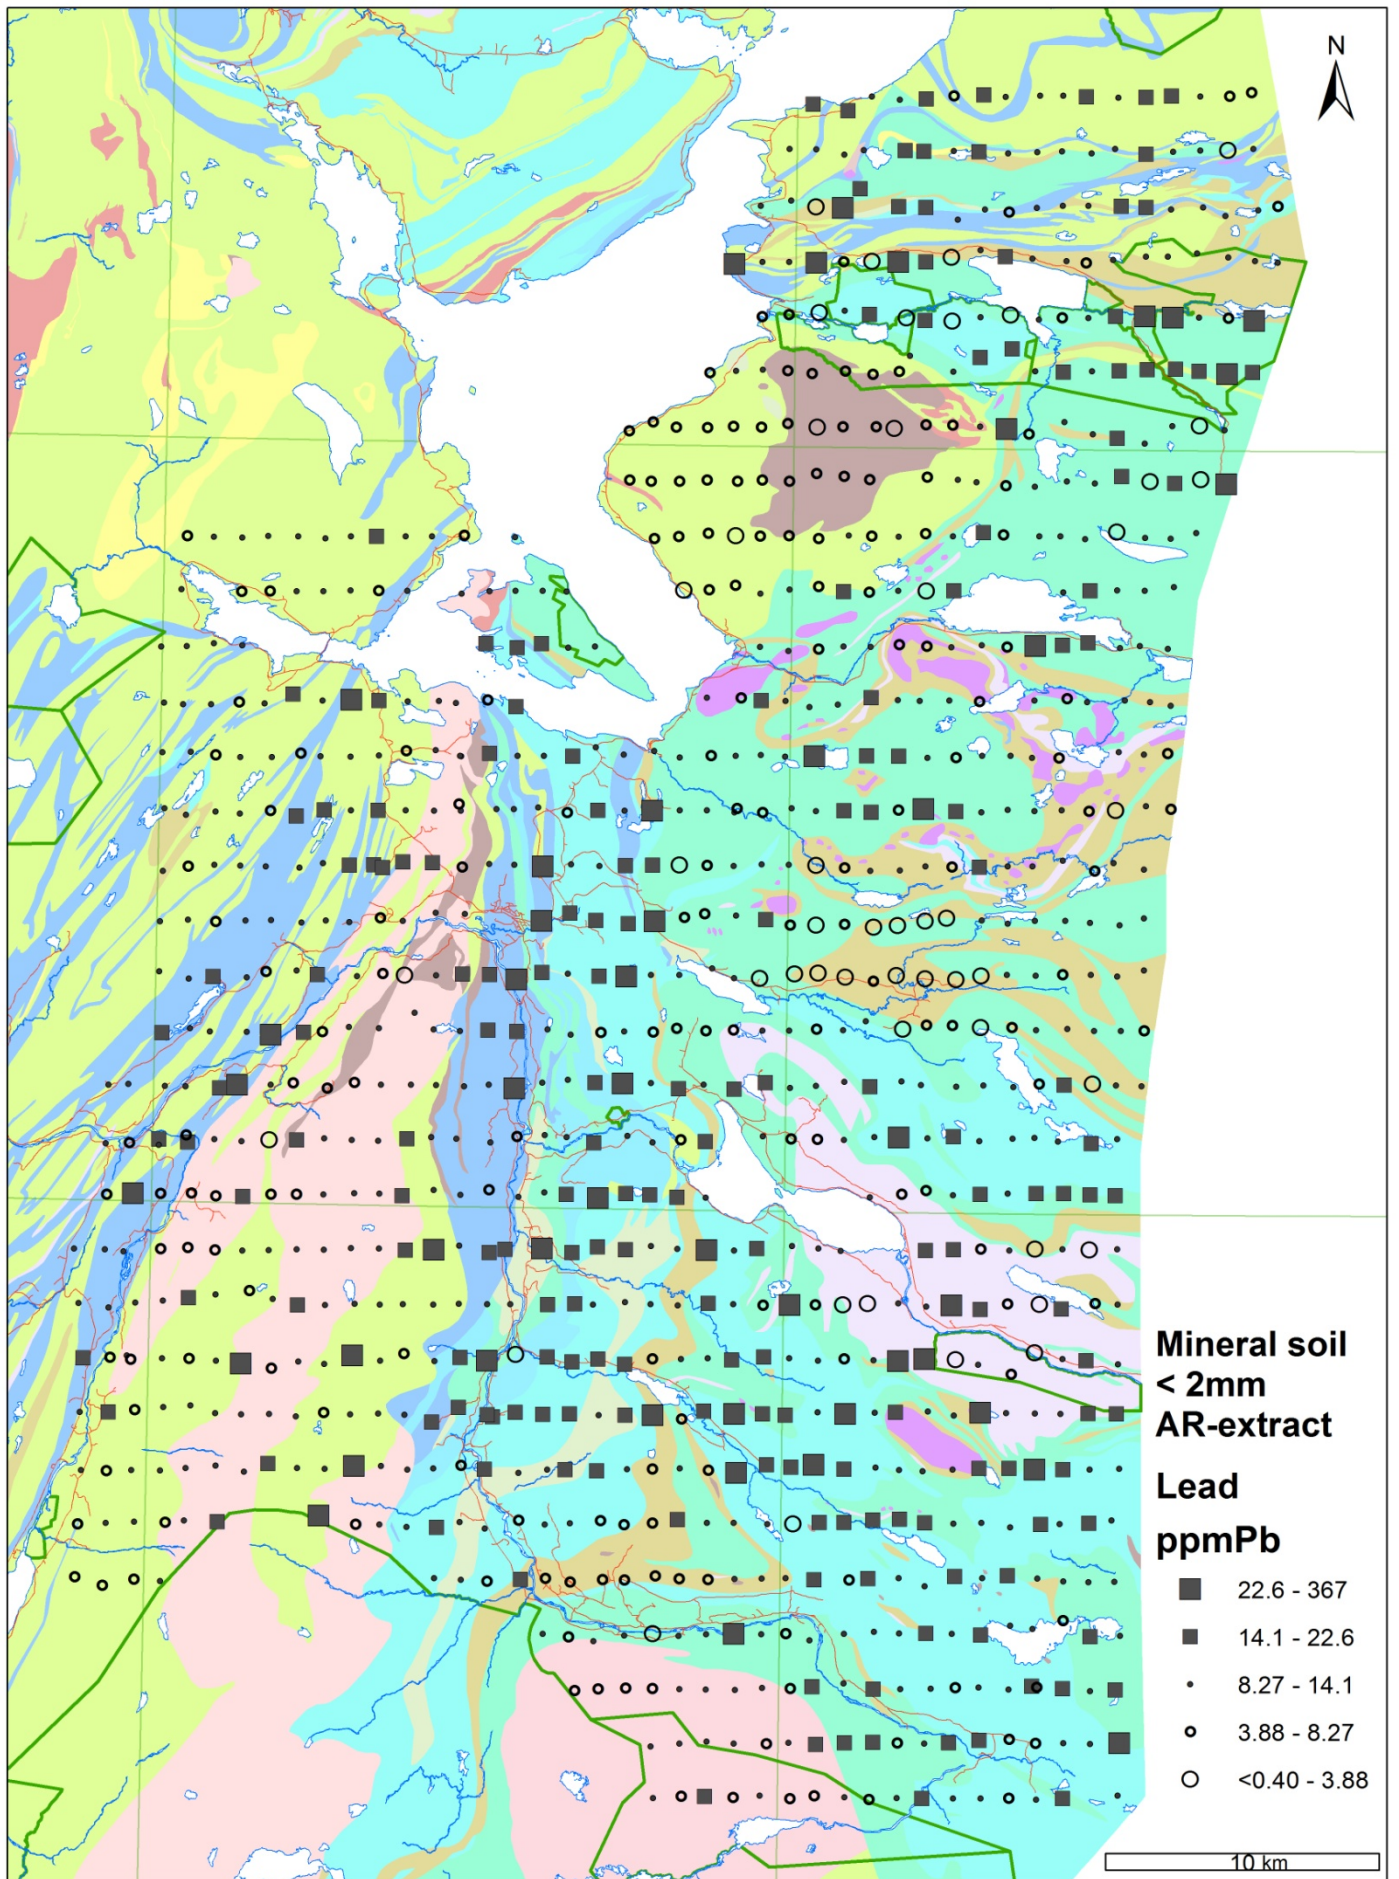 N
Mineral soil
< 2mm
AR-extract
Lead
ppmPb
22.6 - 367
14.1 - 22.6
8.27 - 14.1
3.88 - 8.27
<0.40 - 3.88
10 km